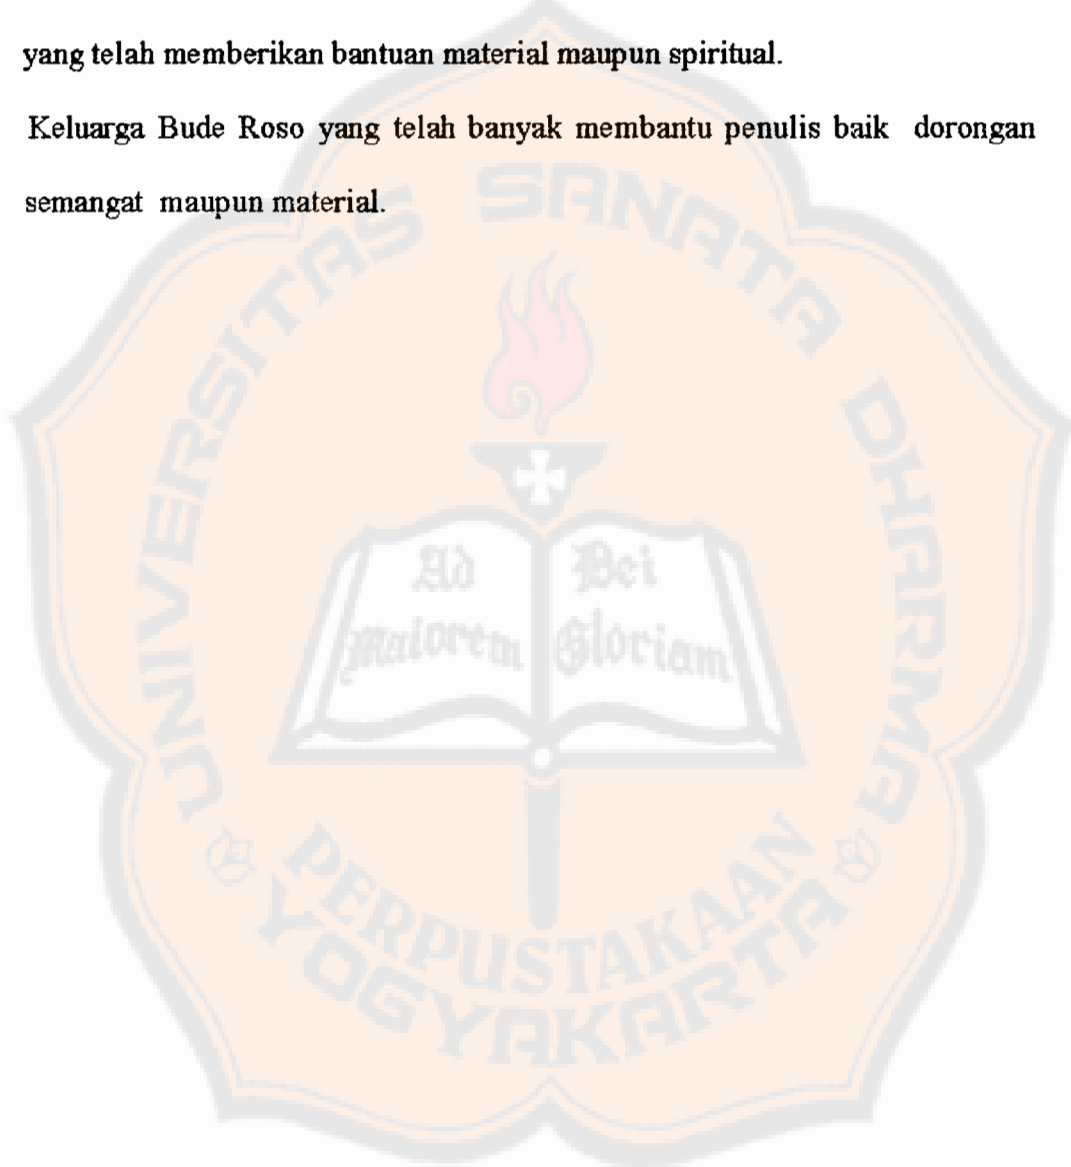 yang telah memberikan bantuan material maupun spiritual.
Keluarga Bude Roso yang telah banyak membantu penulis baik dorongan
semangat maupun material.
UNIVERSITAS SANATA DHARMA
Ad Dei
Maiorem Gloriam
PERPUSTAKAAN
YOGYAKARTA